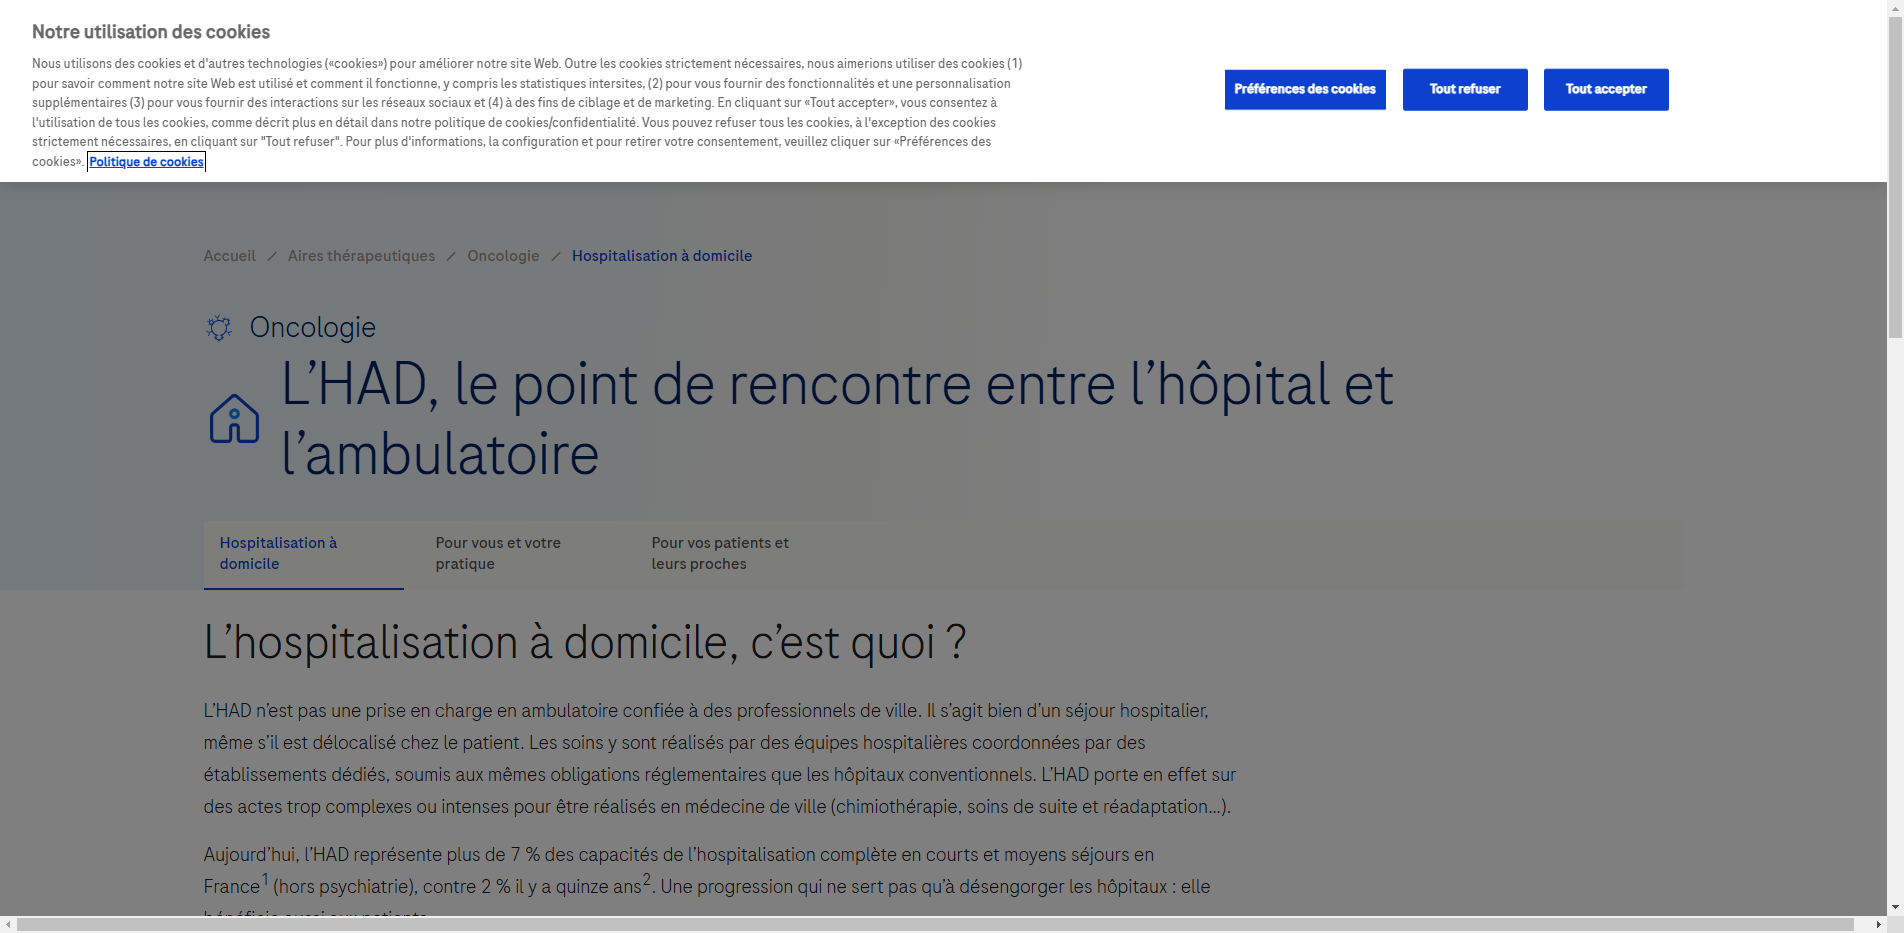 Notre utilisation des cookies
Nous utilisons des cookies et d'autres technologies («cookies») pour améliorer notre site Web. Outre les cookies strictement nécessaires, nous aimerions utiliser des cookies (1)
pour savoir comment notre site Web est utilisé et comment il fonctionne, y compris les statistiques intersites, (2) pour vous fournir des fonctionnalités et une personnalisation
supplémentaires (3) pour vous fournir des interactions sur les réseaux sociaux et (4) à des fins de ciblage et de marketing. En cliquant sur «Tout accepter», vous consentez à
l'utilisation de tous les cookies, comme décrit plus en détail dans notre politique de cookies/confidentialité. Vous pouvez refuser tous les cookies, à l'exception des cookies
strictement nécessaires, en cliquant sur "Tout refuser". Pour plus d'informations, la configuration et pour retirer votre consentement, veuillez cliquer sur «Préférences des
cookies». Politique de cookies
Préférences des cookies
Tout refuser
Tout accepter
Accueil / Aires thérapeutiques / Oncologie / Hospitalisation à domicile
Oncologie
L’HAD, le point de rencontre entre l’hôpital et
l’ambulatoire
Hospitalisation à
domicile
Pour vous et votre
pratique
Pour vos patients et
leurs proches
L’hospitalisation à domicile, c’est quoi ?
L’HAD n’est pas une prise en charge en ambulatoire confiée à des professionnels de ville. Il s’agit bien d’un séjour hospitalier,
même s’il est délocalisé chez le patient. Les soins y sont réalisés par des équipes hospitalières coordonnées par des
établissements dédiés, soumis aux mêmes obligations réglementaires que les hôpitaux conventionnels. L’HAD porte en effet sur
des actes trop complexes ou intenses pour être réalisés en médecine de ville (chimiothérapie, soins de suite et réadaptation…).
Aujourd’hui, l’HAD représente plus de 7 % des capacités de l’hospitalisation complète en courts et moyens séjours en
France1 (hors psychiatrie), contre 2 % il y a quinze ans2. Une progression qui ne sert pas qu’à désengorger les hôpitaux : elle
bénéficie aussi aux patients.